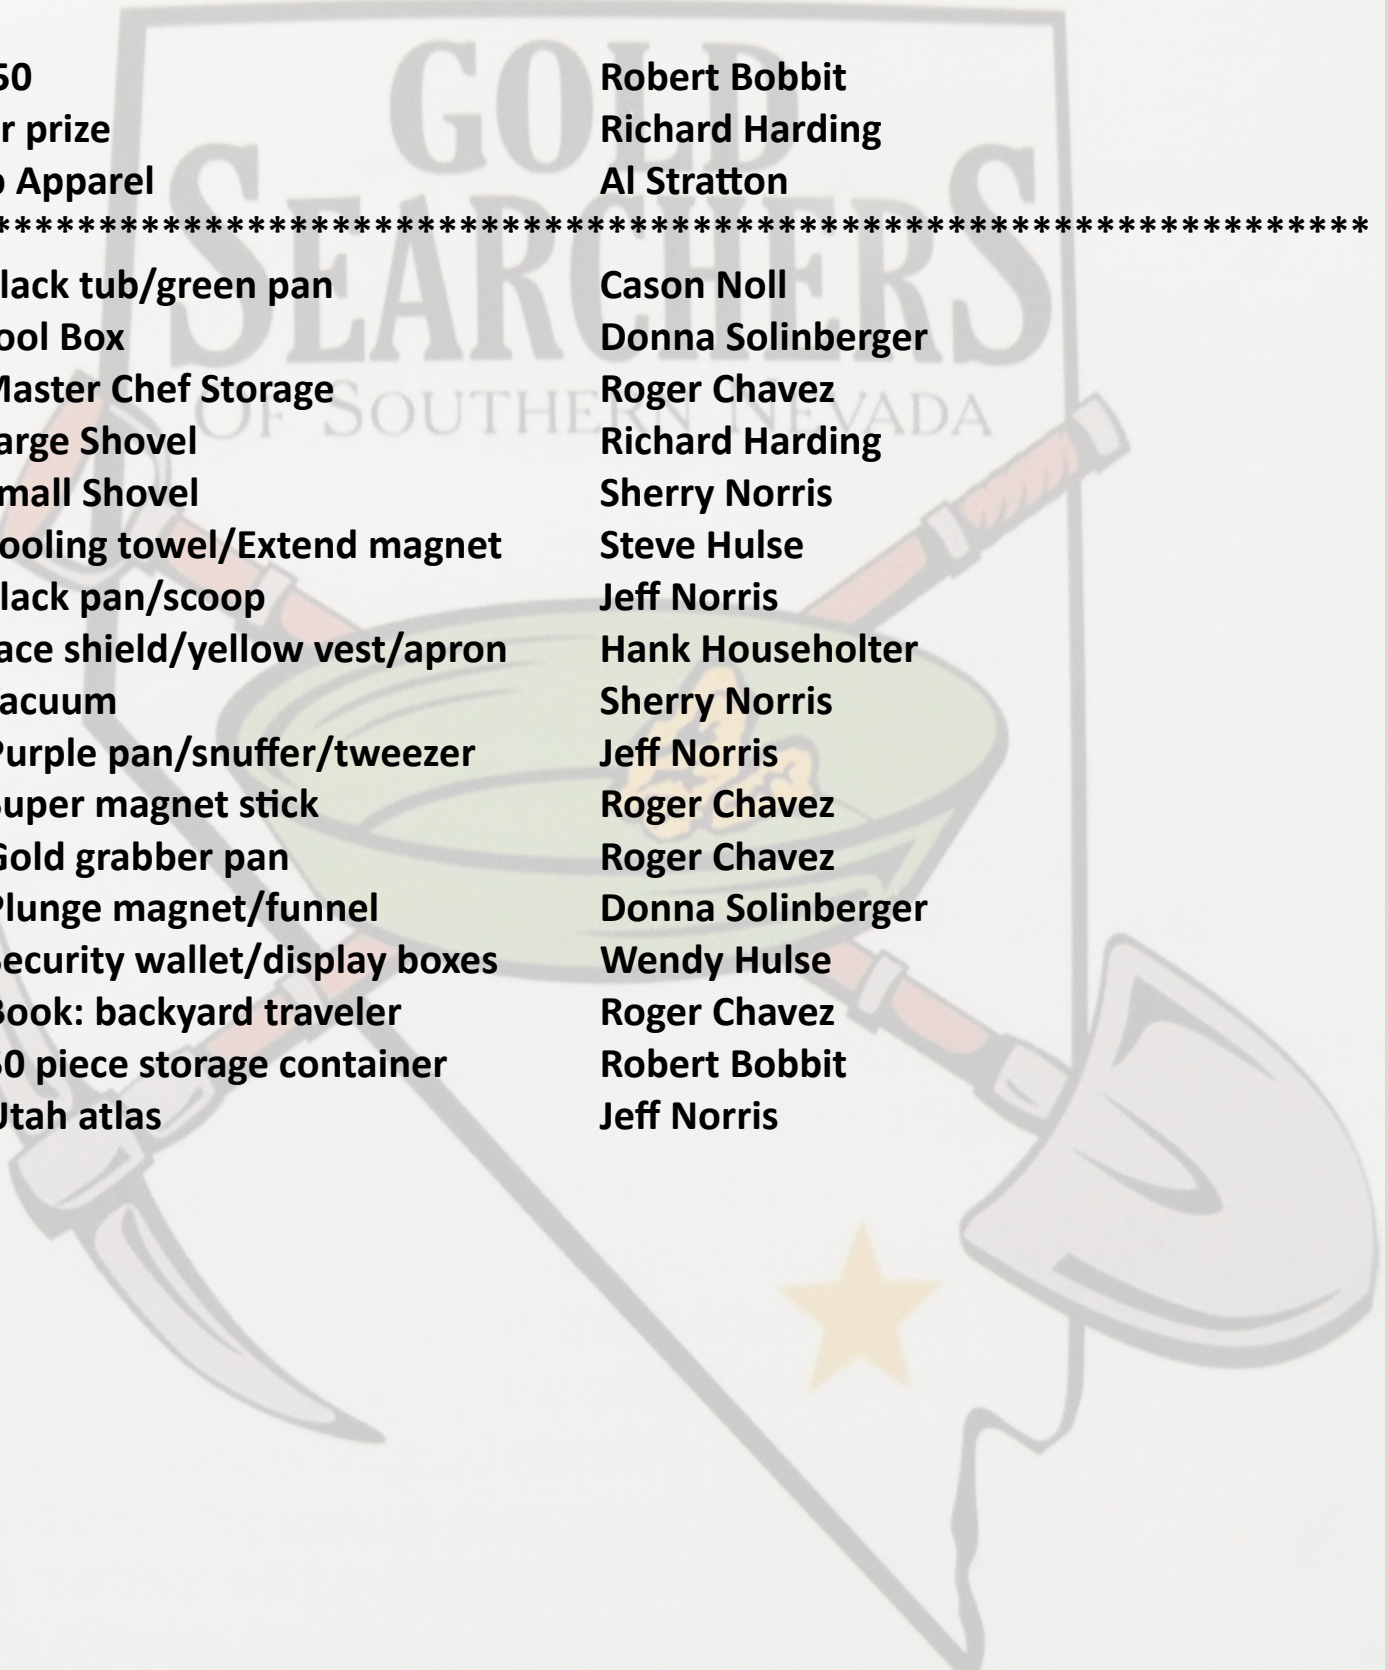 GOLD
SEARCHERS
OF SOUTHERN NEVADA
50 Robert Bobbit
r prize Richard Harding
Apparel Al Stratton
*****************************************************************
lack tub/green pan Cason Noll
ool Box Donna Solinberger
Master Chef Storage Roger Chavez
arge Shovel Richard Harding
mall Shovel Sherry Norris
ooling towel/Extend magnet Steve Hulse
lack pan/scoop Jeff Norris
ace shield/yellow vest/apron Hank Householter
acuum Sherry Norris
Purple pan/snuffer/tweezer Jeff Norris
Super magnet stick Roger Chavez
Gold grabber pan Roger Chavez
Plunge magnet/funnel Donna Solinberger
Security wallet/display boxes Wendy Hulse
Book: backyard traveler Roger Chavez
50 piece storage container Robert Bobbit
Utah atlas Jeff Norris